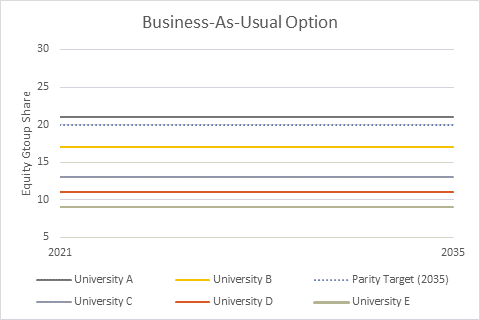 Business-As-Usual Option
30
25
20
15
10
5
Equity Gtoup Share
2021 2035
University A University B Parity Target (2035)
University C University D University E